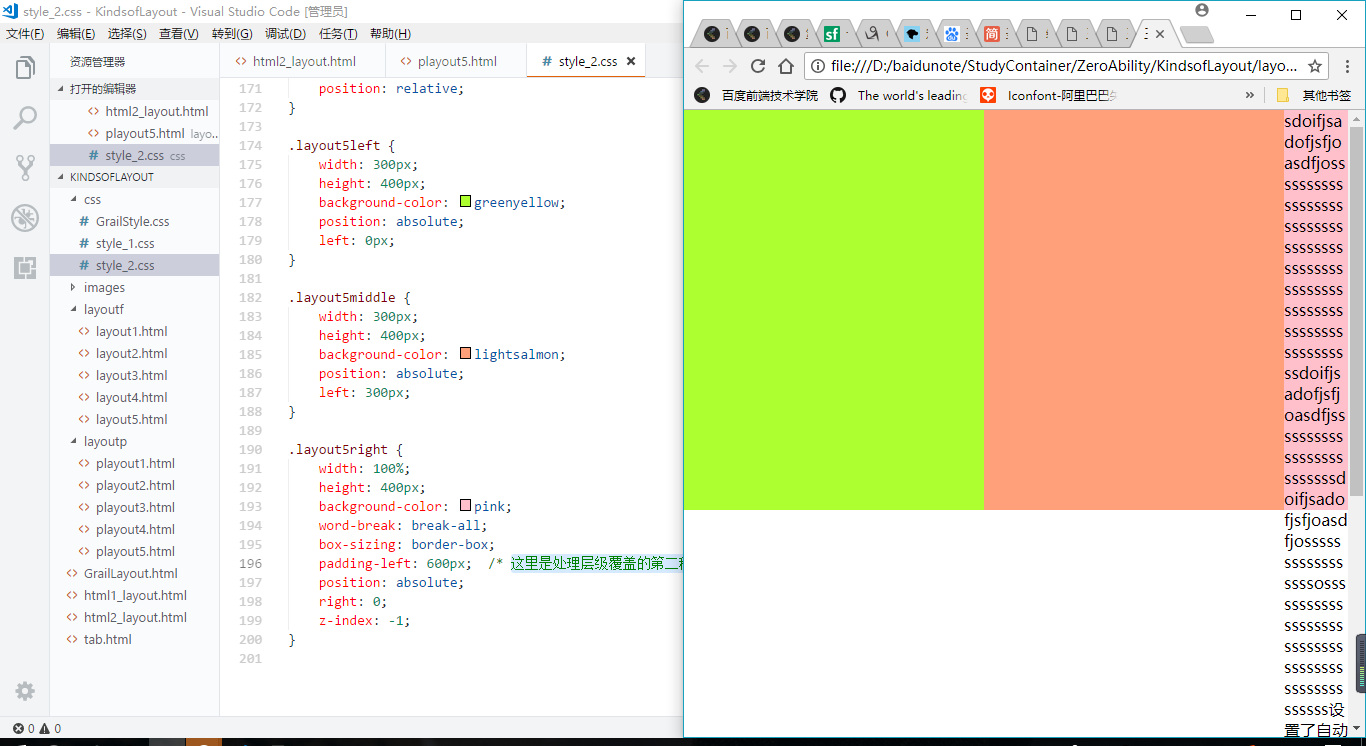 style_2.css - KindsofLayout - Visual Studio Code [管理员]
文件(F) 编辑(E) 选择(S) 查看(V) 转到(G) 调试(D) 任务(T) 帮助(H)
资源管理器
打开的编辑器
html2_layout.html
playout5.html layo...
# style_2.css css
KINDSOFLAYOUT
css
# GrailStyle.css
# style_1.css
# style_2.css
images
layoutf
layout1.html
layout2.html
layout3.html
layout4.html
layout5.html
layoutp
playout1.html
playout2.html
playout3.html
playout4.html
playout5.html
GrailLayout.html
html1_layout.html
html2_layout.html
tab.html
0 0
html2_layout.html playout5.html # style_2.css
171 position: relative;
172 }
173
174 .layout5left {
175 width: 300px;
176 height: 400px;
177 background-color: greenyellow;
178 position: absolute;
179 left: 0px;
180 }
181
182 .layout5middle {
183 width: 300px;
184 height: 400px;
185 background-color: lightsalmon;
186 position: absolute;
187 left: 300px;
188 }
189
190 .layout5right {
191 width: 100%;
192 height: 400px;
193 background-color: pink;
194 word-break: break-all;
195 box-sizing: border-box;
196 padding-left: 600px; /* 这里是处理层级覆盖的第二
197 position: absolute;
198 right: 0;
199 z-index: -1;
200 }
201
sf
简
file:///D:/baidunote/StudyContainer/ZeroAbility/KindsofLayout/layo...
百度前端技术学院 The world's leading Iconfont-阿里巴巴 » 其他书签
sdoifjsa
dofjsfjo
asdfjoss
ssssssss
ssssssss
ssssssss
ssssssss
ssssssss
ssssssss
ssssssss
ssssssss
ssssssss
ssdoifjs
adofjsfj
oasdfjss
ssssssss
ssssssss
sssssssd
oifjsado
fjsfjoasd
fjosssss
ssssssss
ssssosss
ssssssss
ssssssss
ssssssss
ssssssss
ssssssss
ssssss设
置了自动